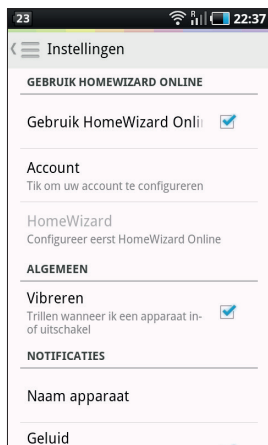 23
R
22:37
Instellingen
GEBRUIK HOMEWIZARD ONLINE
Gebruik HomeWizard Onli
Account
Tik om uw account te configureren
HomeWizard
Configureer eerst HomeWizard Online
ALGEMEEN
Vibreren
Trillen wanneer ik een apparaat in-
of uitschakel
NOTIFICATIES
Naam apparaat
Geluid